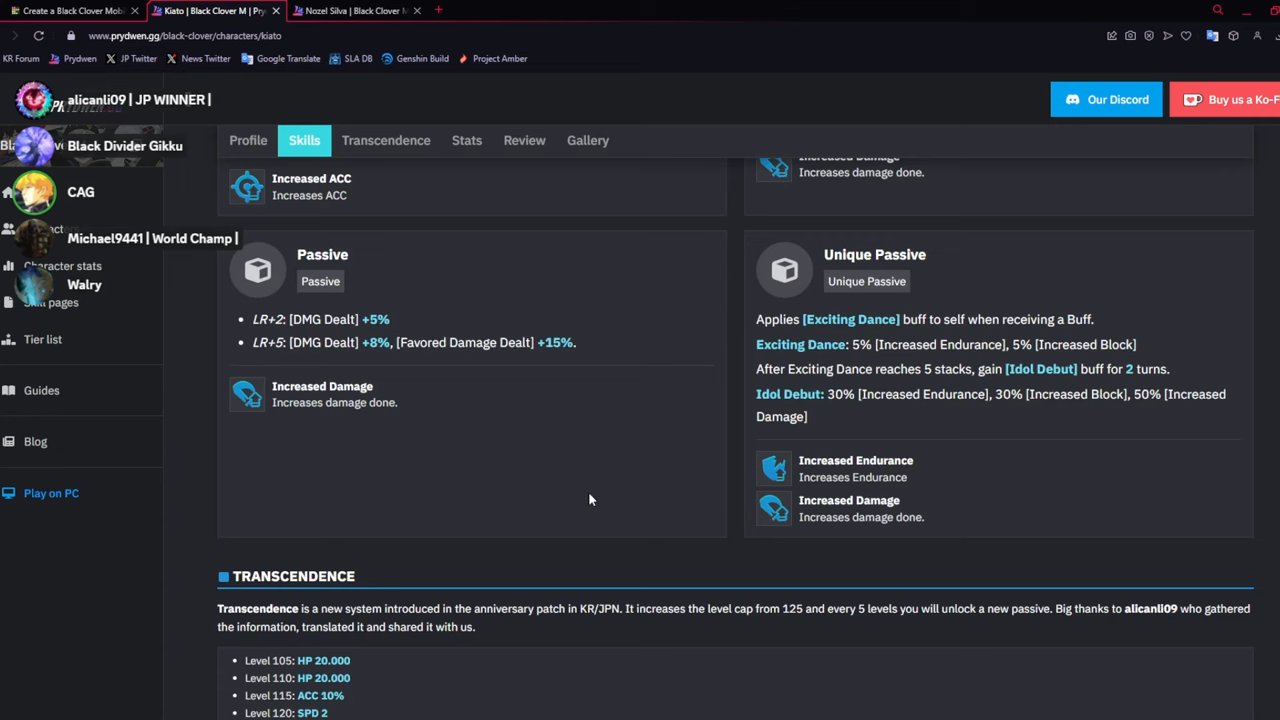 Create a Black Clover Mobi
Kiato | Black Clover M | Pry
Nozel Silva | Black Clover M
www.prydwen.gg/black-clover/characters/kiato
KR Forum
Prydwen
JP Twitter
News Twitter
Google Translate
SLA DB
Genshin Build
Project Amber
alicanli09 | JP WINNER |
Our Discord
Buy us a Ko-F
Black Divider Gikku
Profile
Skills
Transcendence
Stats
Review
Gallery
CAG
Increased ACC
Increases ACC
Increases damage done.
Michael9441 | World Champ |
Character stats
Walry
Skill pages
Tier list
Guides
Blog
Play on PC
Passive
Passive
LR+2: [DMG Dealt] +5%
LR+5: [DMG Dealt] +8%, [Favored Damage Dealt] +15%.
Increased Damage
Increases damage done.
Unique Passive
Unique Passive
Applies [Exciting Dance] buff to self when receiving a Buff.
Exciting Dance: 5% [Increased Endurance], 5% [Increased Block]
After Exciting Dance reaches 5 stacks, gain [Idol Debut] buff for 2 turns.
Idol Debut: 30% [Increased Endurance], 30% [Increased Block], 50% [Increased
Damage]
Increased Endurance
Increases Endurance
Increased Damage
Increases damage done.
TRANSCENDENCE
Transcendence is a new system introduced in the anniversary patch in KR/JPN. It increases the level cap from 125 and every 5 levels you will unlock a new passive. Big thanks to alicanli09 who gathered
the information, translated it and shared it with us.
Level 105: HP 20.000
Level 110: HP 20.000
Level 115: ACC 10%
Level 120: SPD 2